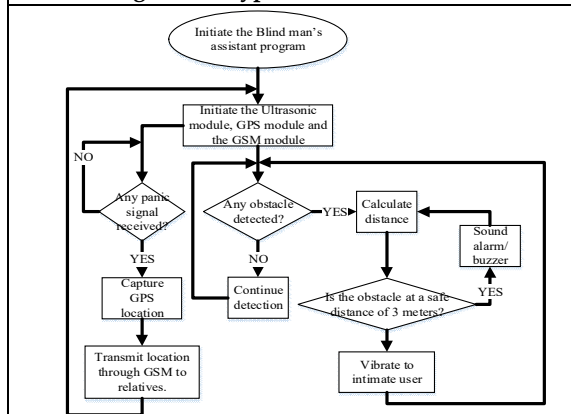 Initiate the Blind man's
assistant program
Initiate the Ultrasonic
module, GPS module and
the GSM module
NO
Any panic
signal
received?
YES
Capture
GPS
location
Transmit location
through GSM to
relatives.
Any obstacle
detected?
YES
NO
Continue
detection
Calculate
distance
Sound
alarm/
buzzer
YES
Is the obstacle at a safe
distance of 3 meters?
Vibrate to
intimate user